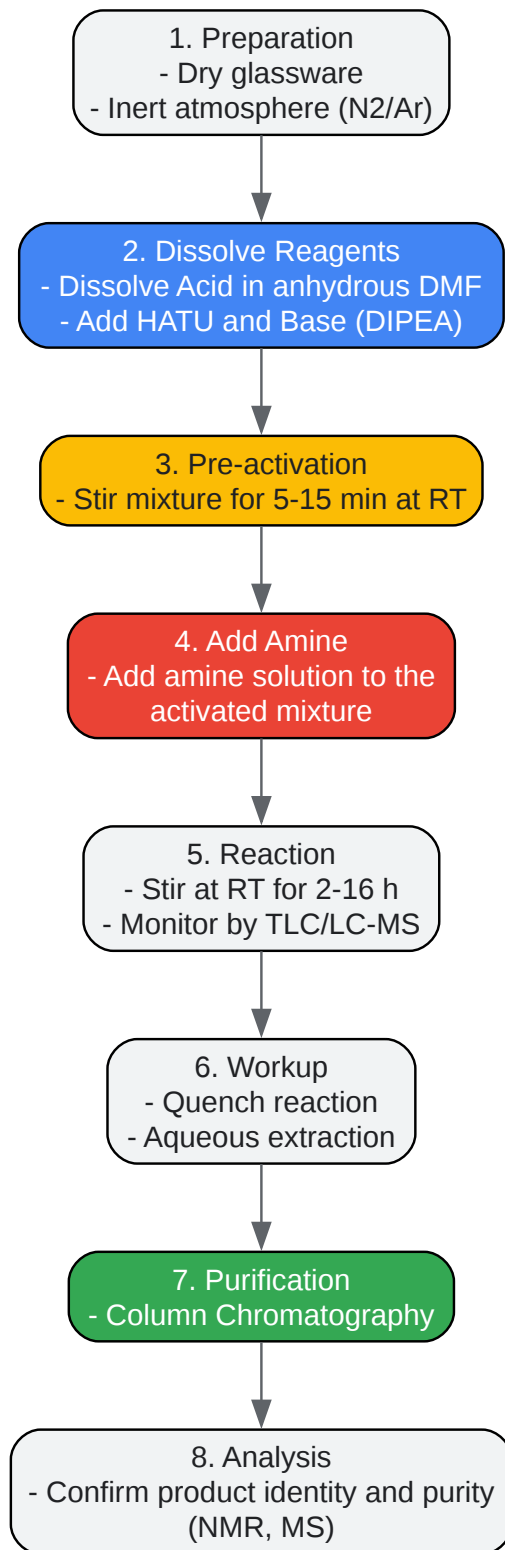 1. Preparation
- Dry glassware
- Inert atmosphere (N2/Ar)
2. Dissolve Reagents
- Dissolve Acid in anhydrous DMF
- Add HATU and Base (DIPEA)
3. Pre-activation
- Stir mixture for 5-15 min at RT
4. Add Amine
- Add amine solution to the
activated mixture
5. Reaction
- Stir at RT for 2-16 h
- Monitor by TLC/LC-MS
6. Workup
- Quench reaction
- Aqueous extraction
7. Purification
- Column Chromatography
8. Analysis
- Confirm product identity and purity
(NMR, MS)